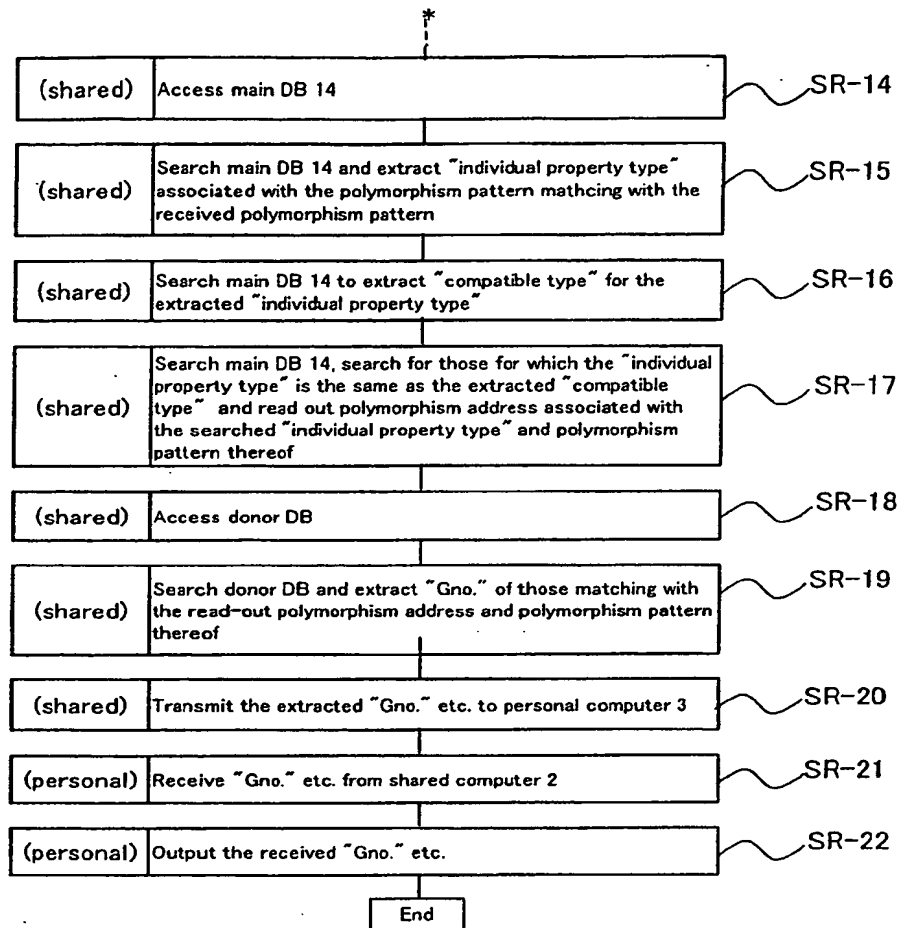 *
(shared) Access main DB 14 SR-14
(shared) Search main DB 14 and extract "individual property type" SR-15
associated with the polymorphism pattern mathcing with the
received polymorphism pattern
(shared) Search main DB 14 to extract "compatible type" for the SR-16
extracted "individual property type"
(shared) Search main DB 14, search for those for which the "individual SR-17
property type" is the same as the extracted "compatible
type" and read out polymorphism address associated with
the searched "individual property type" and polymorphism
pattern thereof
(shared) Access donor DB SR-18
(shared) Search donor DB and extract "Gno." of those matching with SR-19
the read-out polymorphism address and polymorphism pattern
thereof
(shared) Transmit the extracted "Gno." etc. to personal computer 3 SR-20
(personal) Receive "Gno." etc. from shared computer 2 SR-21
(personal) Output the received "Gno." etc. SR-22
End